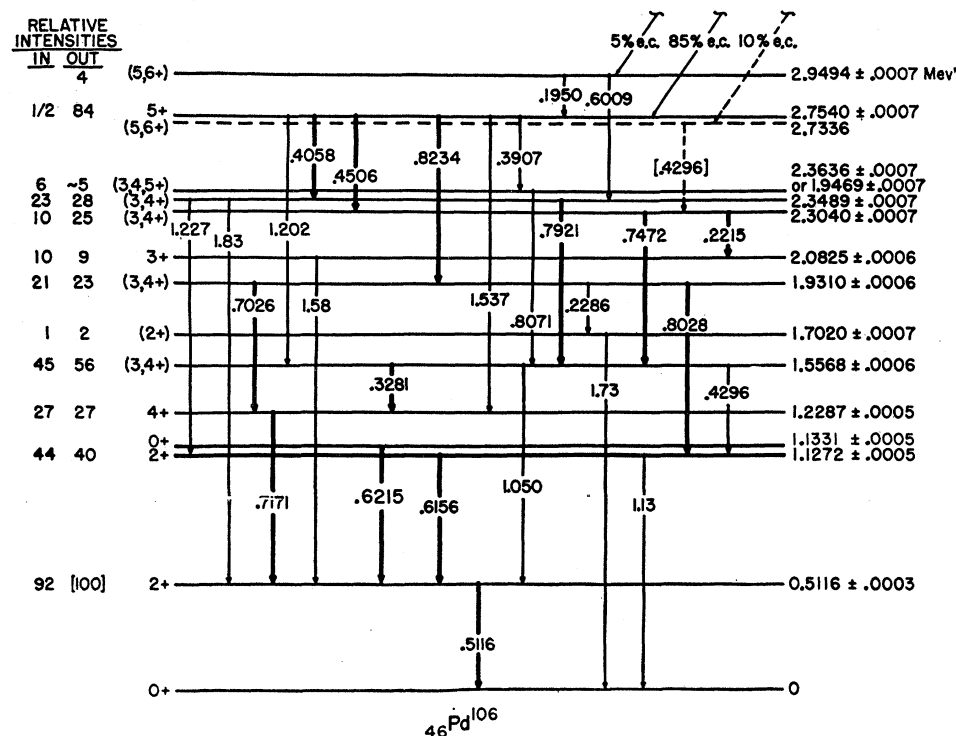 RELATIVE
INTENSITIES
IN OUT
5% e.c. 85% e.c. 10% e.c.
4 (5,6+) 2.9494 ± .0007 Mev
.1950 .6009
1/2 84 5+ 2.7540 ± .0007
(5,6+) 2.7336
.4058 .4506 .8234 .3907 [.4296]
2.3636 ± .0007
6 ~5 (3,4,5+) or 1.9469 ± .0007
23 28 (3,4+) 2.3489 ± .0007
10 25 (3,4+) 2.3040 ± .0007
1.227 1.83 1.202 .7921 .7472 .2215
10 9 3+ 2.0825 ± .0006
21 23 (3,4+) 1.9310 ± .0006
.7026 1.58 1.537 .8071 .2286 .8028
1 2 (2+) 1.7020 ± .0007
45 56 (3,4+) 1.5568 ± .0006
.3281 1.73 .4296
27 27 4+ 1.2287 ± .0005
0+ 1.1331 ± .0005
44 40 2+ 1.1272 ± .0005
.7171 .6215 .6156 1.050 1.13
92 [100] 2+ 0.5116 ± .0003
.5116
0+ 0
46Pd106